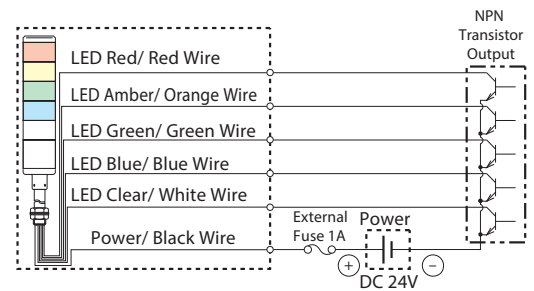 NPN
Transistor
Output
LED Red/ Red Wire
LED Amber/ Orange Wire
LED Green/ Green Wire
LED Blue/ Blue Wire
LED Clear/ White Wire
External
Fuse 1A
Power
Power/ Black Wire
+
−
DC 24V